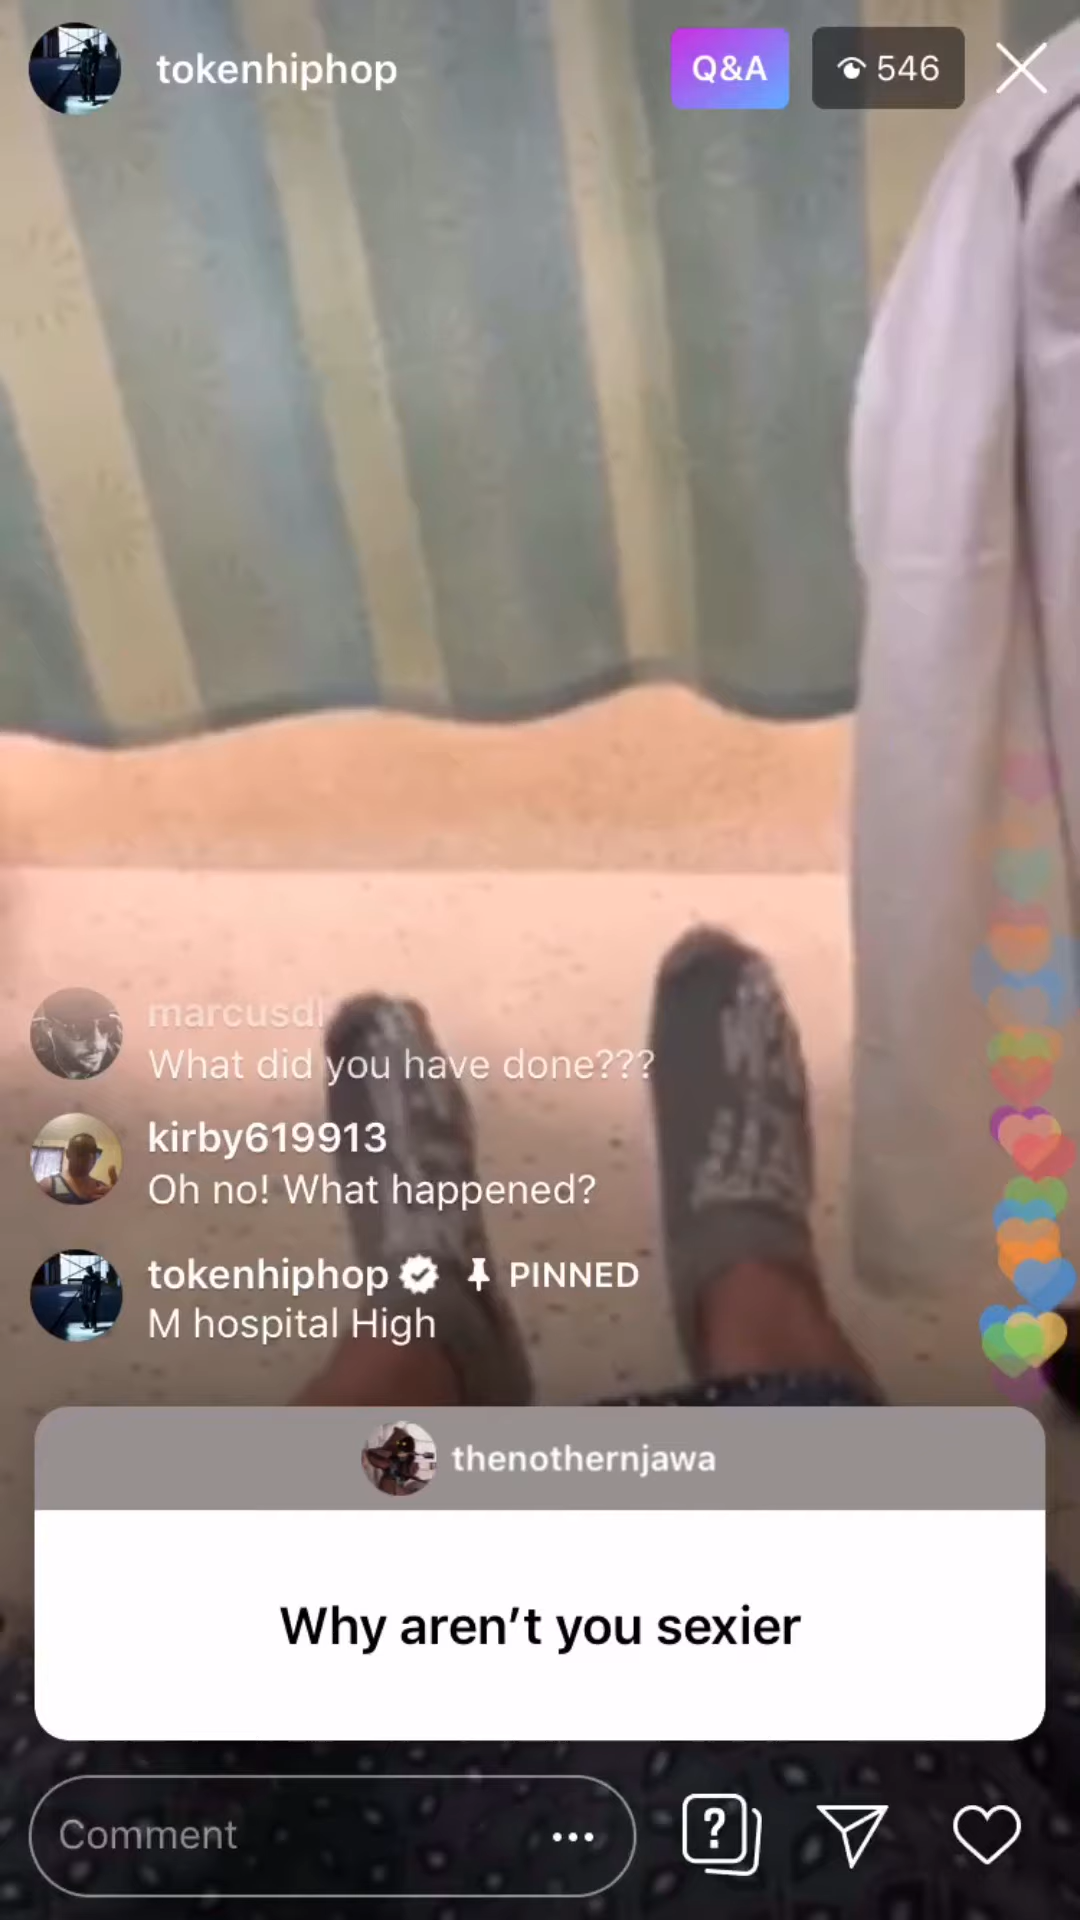 tokenhiphop
Q&A
546
marcusdl
What did you have done???
kirby619913
Oh no! What happened?
tokenhiphop PINNED
M hospital High
thenothernjawa
Why aren't you sexier
Comment